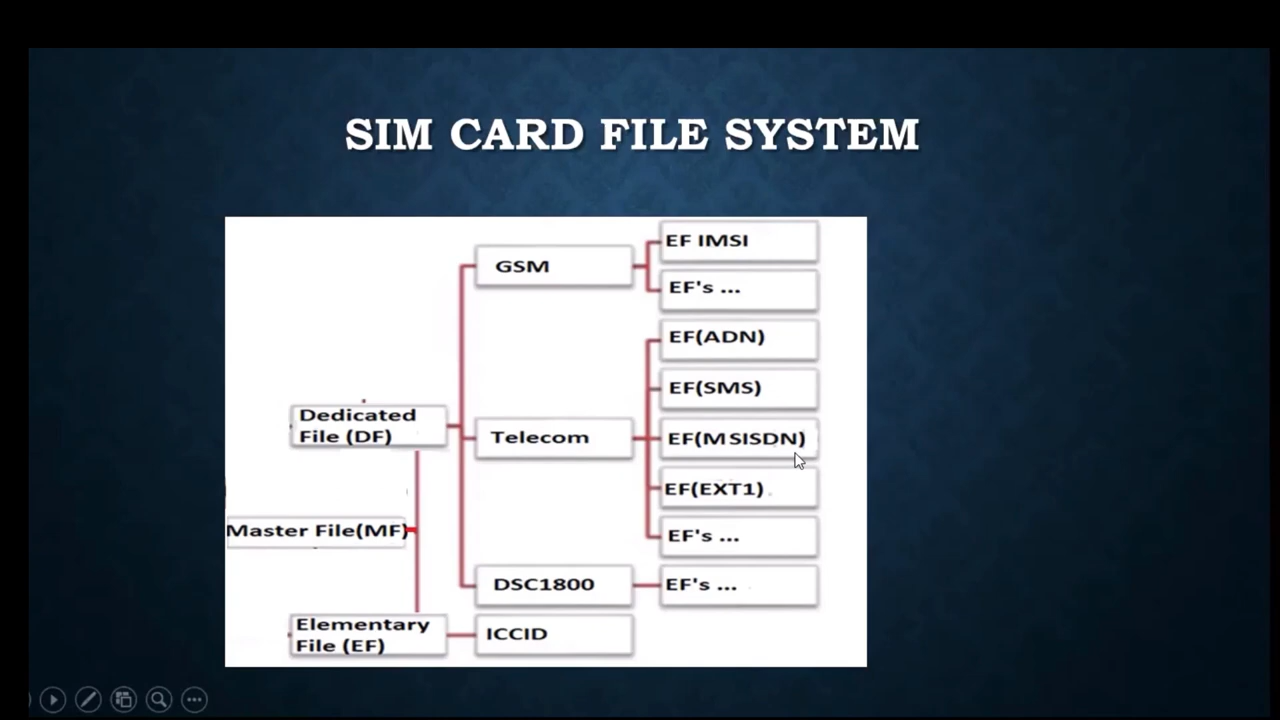 SIM CARD FILE SYSTEM
EF IMSI
GSM
EF's ...
EF(ADN)
EF(SMS)
Dedicated
File (DF)
Telecom
EF(MSISDN)
EF(EXT1)
Master File(MF)
EF's ...
DSC1800
EF's ...
Elementary
File (EF)
ICCID